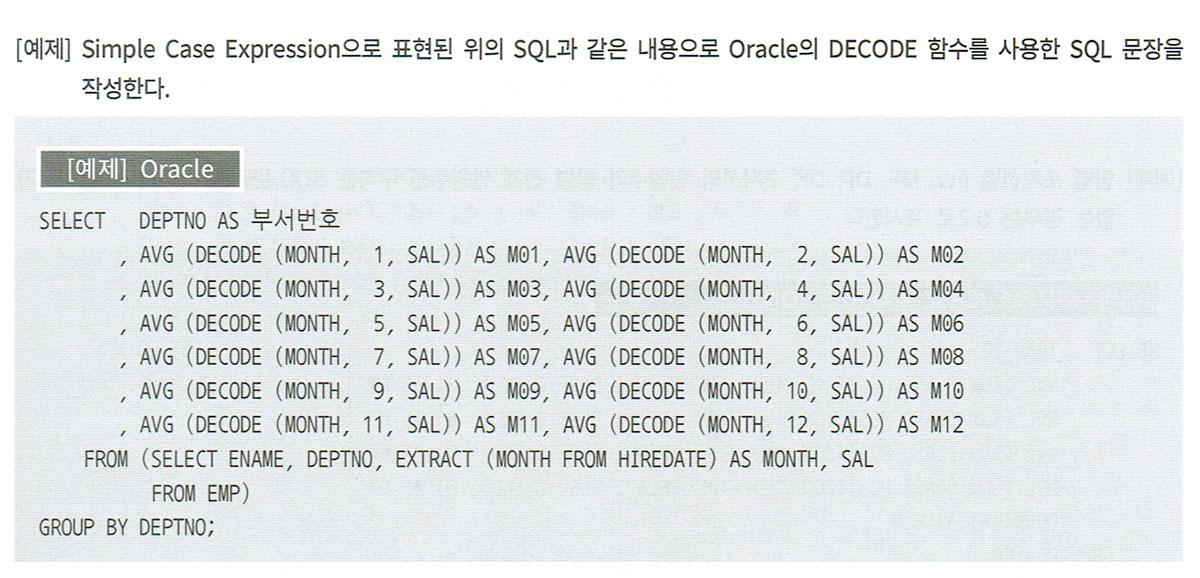 [예제] Simple Case Expression으로 표현된 위의 SQL과 같은 내용으로 Oracle의 DECODE 함수를 사용한 SQL 문장을
작성한다.
[예제] Oracle
SELECT DEPTNO AS 부서번호
, AVG (DECODE (MONTH, 1, SAL)) AS M01, AVG (DECODE (MONTH, 2, SAL)) AS M02
, AVG (DECODE (MONTH, 3, SAL)) AS M03, AVG (DECODE (MONTH, 4, SAL)) AS M04
, AVG (DECODE (MONTH, 5, SAL)) AS M05, AVG (DECODE (MONTH, 6, SAL)) AS M06
, AVG (DECODE (MONTH, 7, SAL)) AS M07, AVG (DECODE (MONTH, 8, SAL)) AS M08
, AVG (DECODE (MONTH, 9, SAL)) AS M09, AVG (DECODE (MONTH, 10, SAL)) AS M10
, AVG (DECODE (MONTH, 11, SAL)) AS M11, AVG (DECODE (MONTH, 12, SAL)) AS M12
FROM (SELECT ENAME, DEPTNO, EXTRACT (MONTH FROM HIREDATE) AS MONTH, SAL
FROM EMP)
GROUP BY DEPTNO;